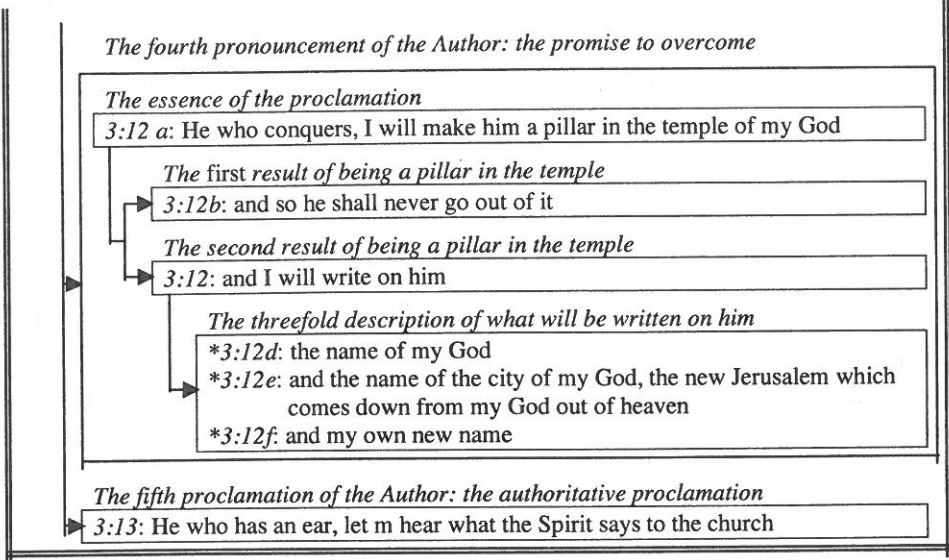 The fourth pronouncement of the Author: the promise to overcome
The essence of the proclamation
3:12 a: He who conquers, I will make him a pillar in the temple of my God
The first result of being a pillar in the temple
3:12b: and so he shall never go out of it
The second result of being a pillar in the temple
3:12: and I will write on him
The threefold description of what will be written on him
*3:12d: the name of my God
*3:12e: and the name of the city of my God, the new Jerusalem which
comes down from my God out of heaven
*3:12f: and my own new name
The fifth proclamation of the Author: the authoritative proclamation
3:13: He who has an ear, let m hear what the Spirit says to the church